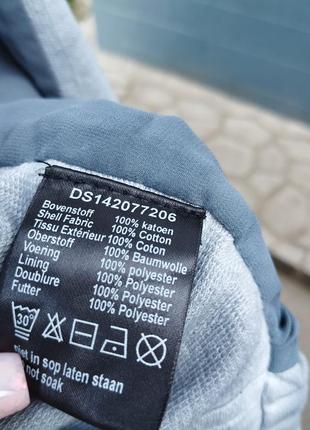 DS142077206
Bovenstoff 100% katoen
Shell Fabric 100% Cotton
Tissu Extérieur 100% Coton
Oberstoff 100% Baumwolle
Voering 100% polyester
Lining 100% polyester
Doublure 100% Polyester
Futter 100% Polyester
30°
niet in sop laten staan
not soak